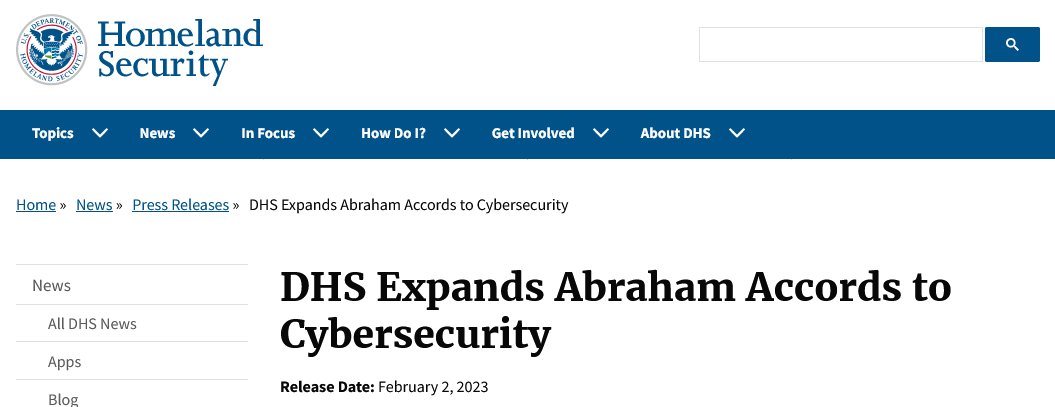 U.S. DEPARTMENT OF
HOMELAND SECURITY
Homeland
Security
Topics News In Focus How Do I? Get Involved About DHS
Home » News » Press Releases » DHS Expands Abraham Accords to Cybersecurity
News
All DHS News
Apps
Blog
DHS Expands Abraham Accords to
Cybersecurity
Release Date: February 2, 2023